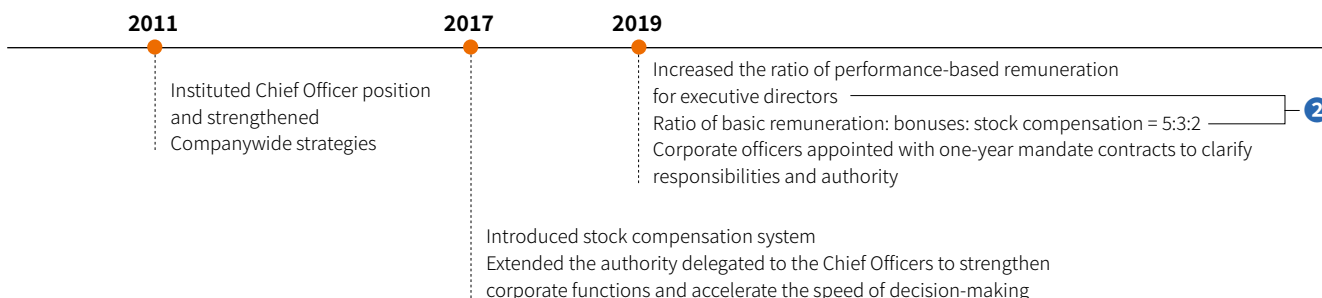 2011
2017
2019
Instituted Chief Officer position
and strengthened
Companywide strategies
Increased the ratio of performance-based remuneration
for executive directors
Ratio of basic remuneration: bonuses: stock compensation = 5:3:2
2
Corporate officers appointed with one-year mandate contracts to clarify
responsibilities and authority
Introduced stock compensation system
Extended the authority delegated to the Chief Officers to strengthen
corporate functions and accelerate the speed of decision-making